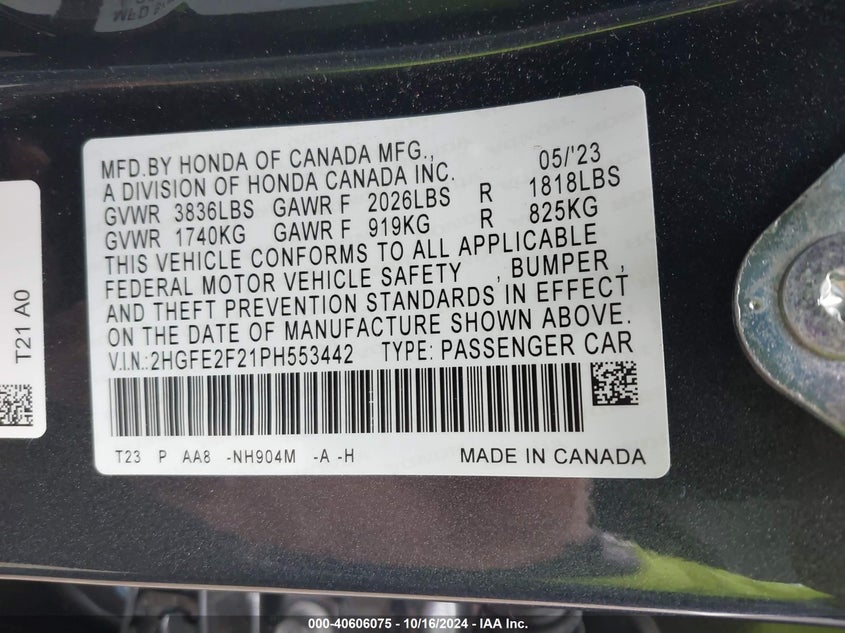 MFD.BY HONDA OF CANADA MFG., 05/'23
A DIVISION OF HONDA CANADA INC.
GVWR 3836LBS GAWR F 2026LBS R 1818LBS
GVWR 1740KG GAWR F 919KG R 825KG
THIS VEHICLE CONFORMS TO ALL APPLICABLE
FEDERAL MOTOR VEHICLE SAFETY , BUMPER ,
AND THEFT PREVENTION STANDARDS IN EFFECT
ON THE DATE OF MANUFACTURE SHOWN ABOVE.
V.I.N.:2HGFE2F21PH553442 TYPE: PASSENGER CAR
T23 P AA8 -NH904M -A -H MADE IN CANADA
T21 A0
000-40606075 - 10/16/2024 - IAA Inc.